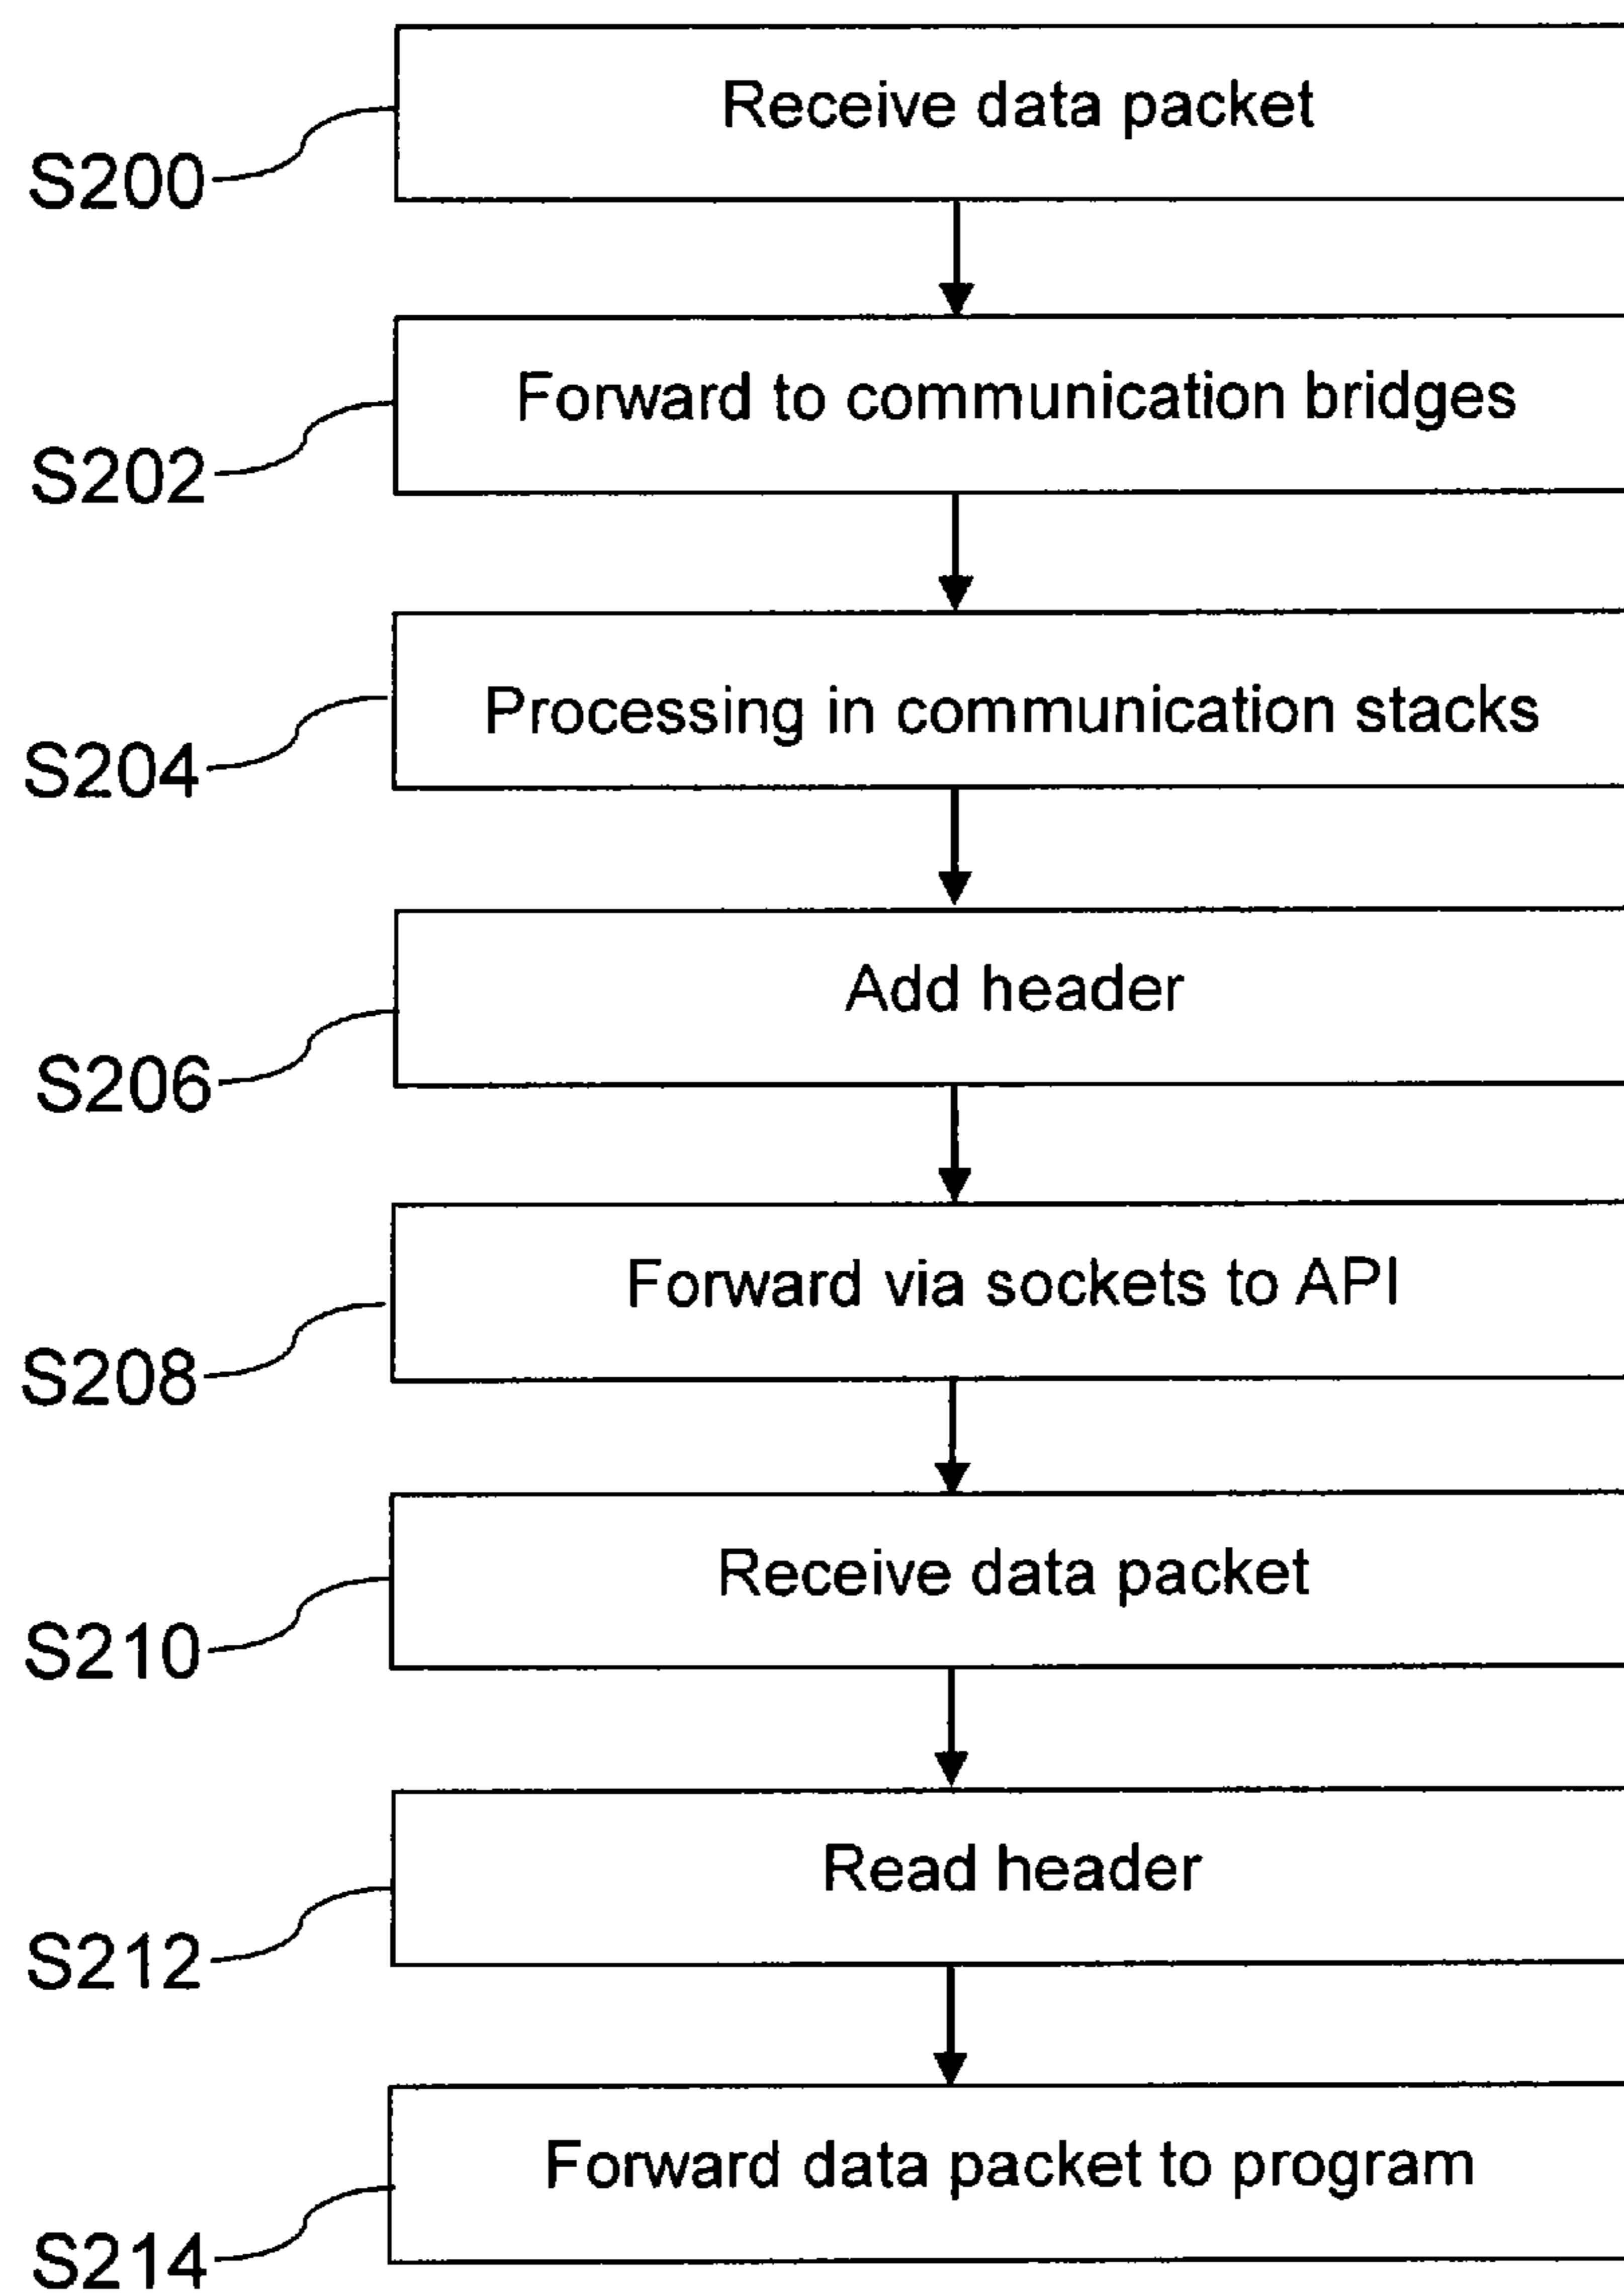 Receive data packet
S200
Forward to communication bridges
S202
Processing in communication stacks
S204
Add header
S206
Forward via sockets to API
S208
Receive data packet
S210
Read header
S212
Forward data packet to program
S214